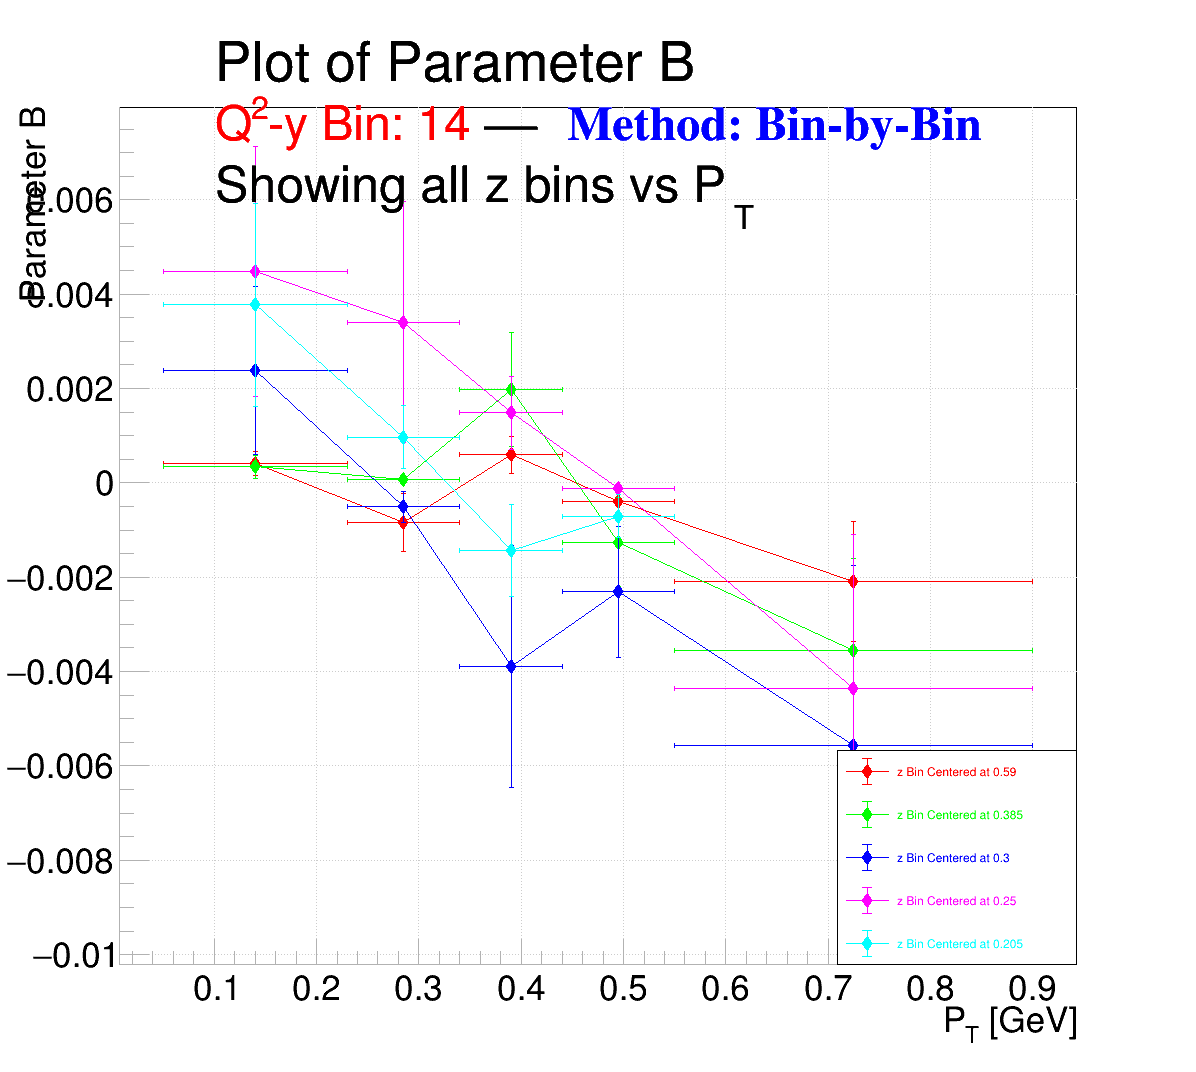 Plot of Parameter B
Q²-y Bin: 14 — Method: Bin-by-Bin
Showing all z bins vs P_T
Parameter B
0.006
0.004
0.002
0
−0.002
−0.004
−0.006
−0.008
−0.01
0.1 0.2 0.3 0.4 0.5 0.6 0.7 0.8 0.9
P_T [GeV]
z Bin Centered at 0.59
z Bin Centered at 0.385
z Bin Centered at 0.3
z Bin Centered at 0.25
z Bin Centered at 0.205